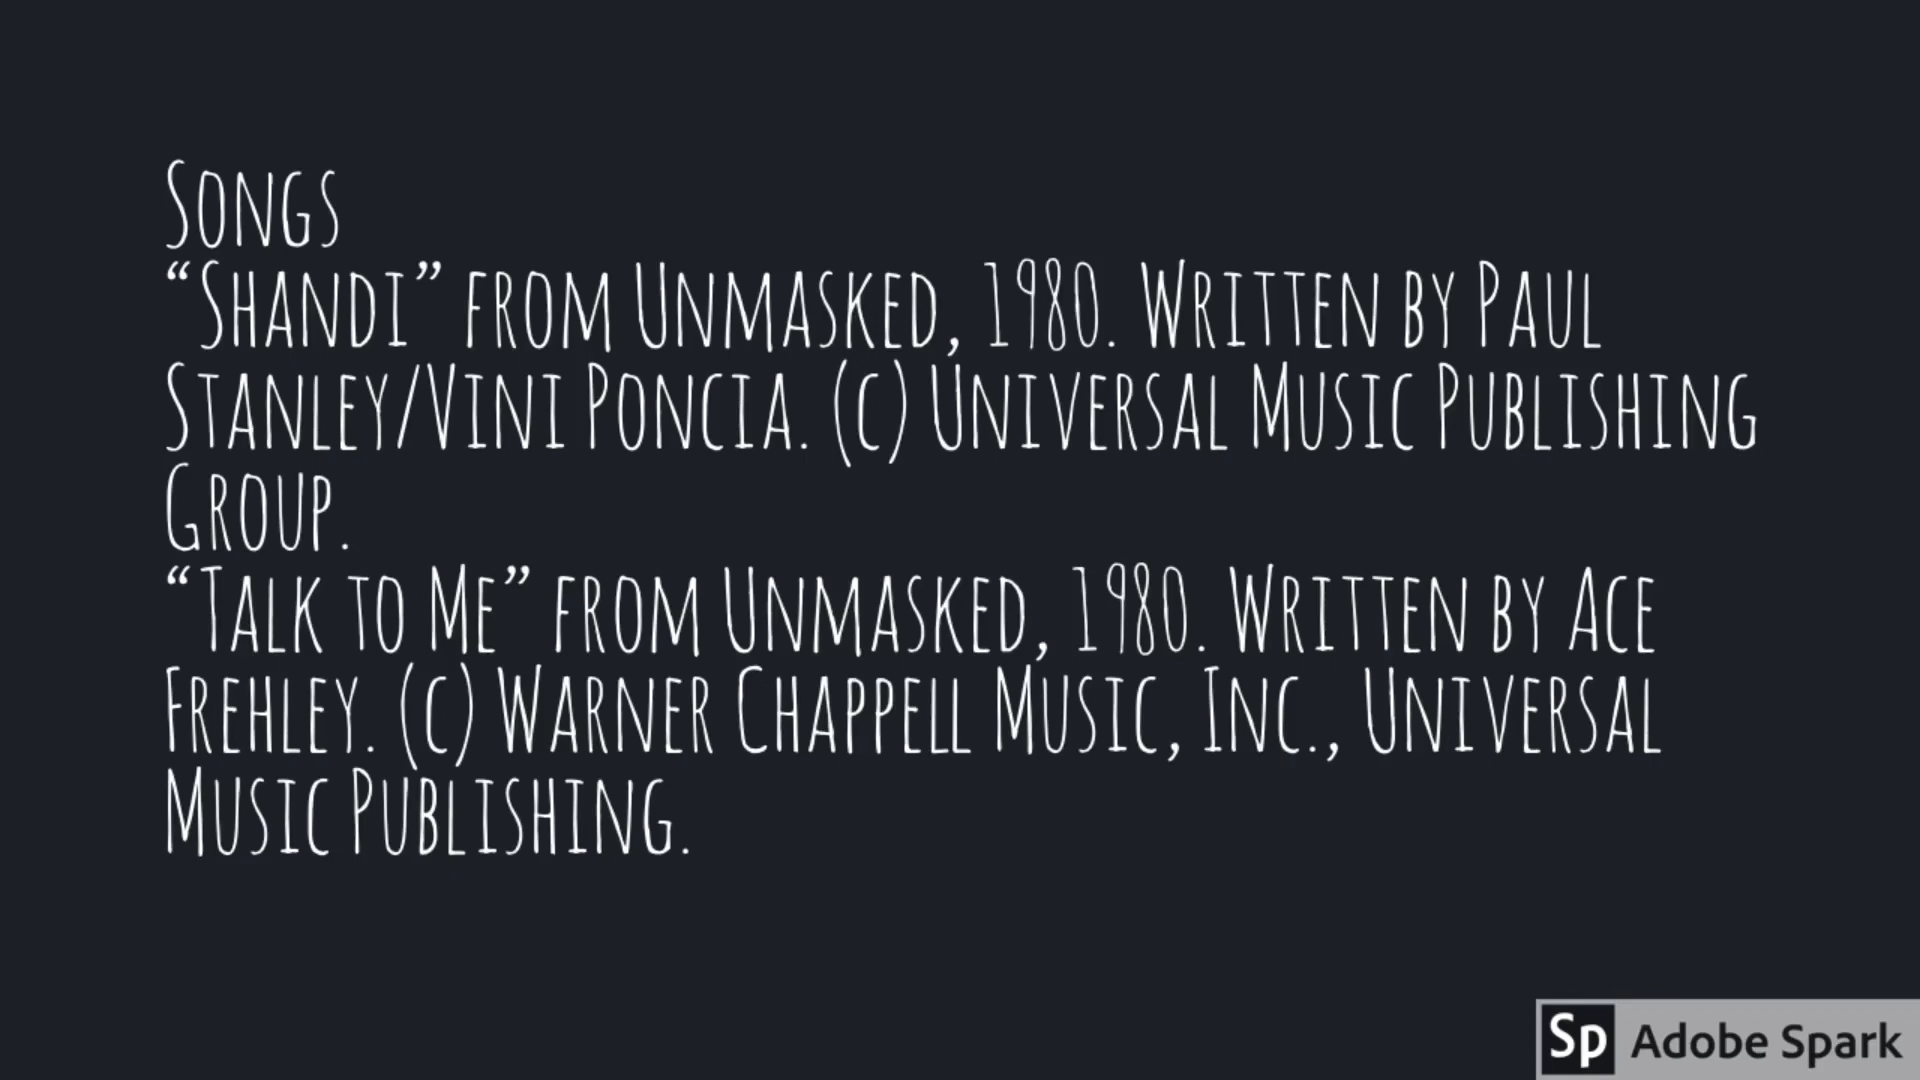 Songs
“Shandi” from Unmasked, 1980. Written by Paul
Stanley/Vini Poncia. (c) Universal Music Publishing
Group.
“Talk to Me” from Unmasked, 1980. Written by Ace
Frehley. (c) Warner Chappell Music, Inc., Universal
Music Publishing.
Sp Adobe Spark